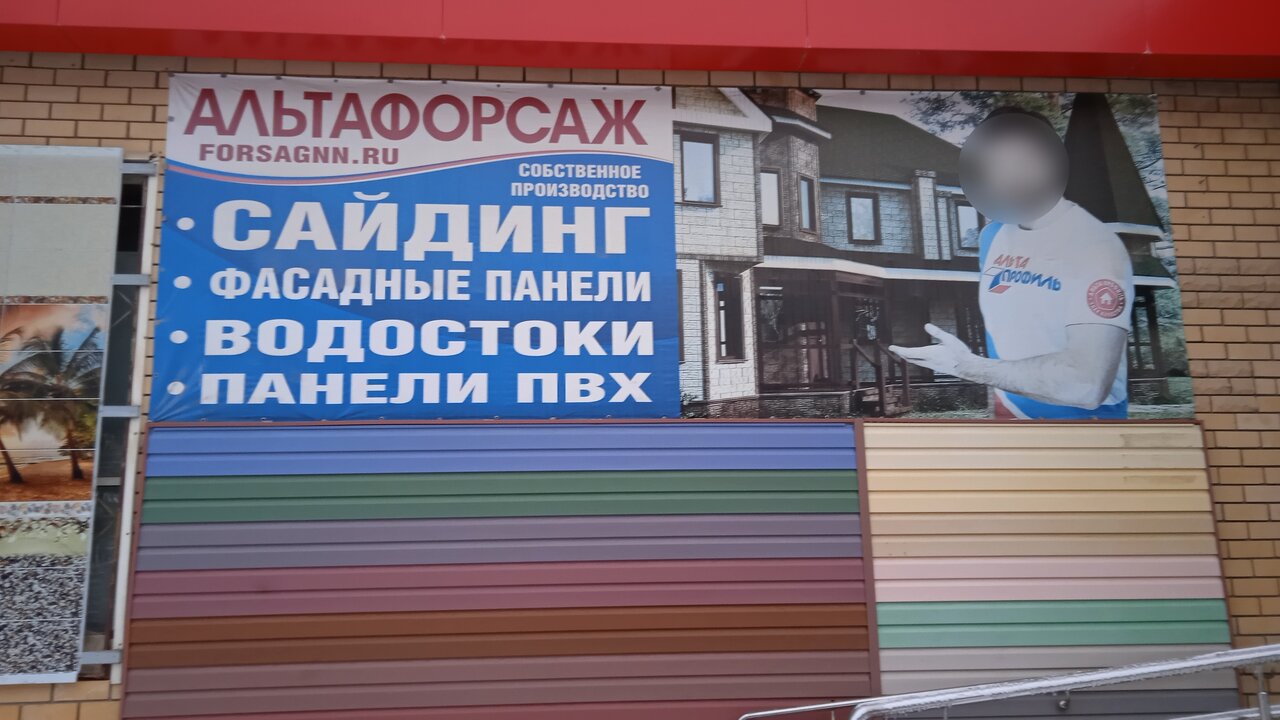 АЛЬТАФОРСАЖ
FORSAGNN.RU
СОБСТВЕННОЕ
ПРОИЗВОДСТВО
• САЙДИНГ
• ФАСАДНЫЕ ПАНЕЛИ
• ВОДОСТОКИ
• ПАНЕЛИ ПВХ
АЛЬТА
ПРОФИЛЬ